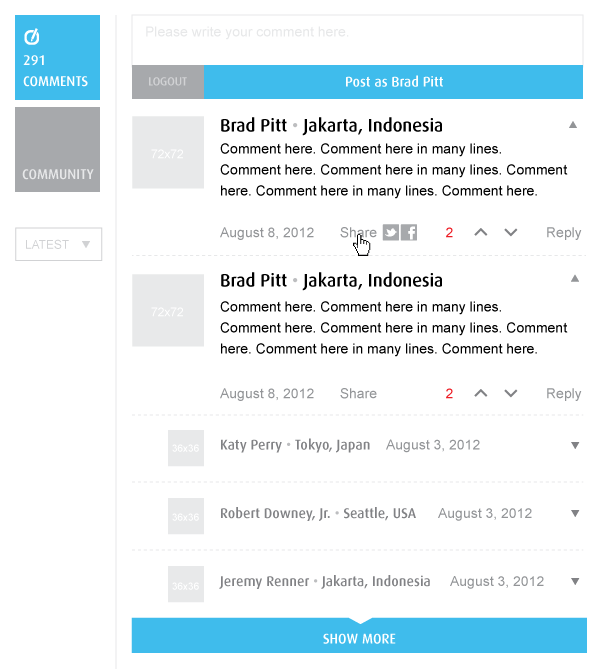 Please write your comment here.
291
COMMENTS
LOGOUT
Post as Brad Pitt
COMMUNITY
LATEST
72x72
Brad Pitt • Jakarta, Indonesia
Comment here. Comment here in many lines.
Comment here. Comment here in many lines. Comment
here. Comment here in many lines. Comment here.
August 8, 2012 Share 2 Reply
72x72
Brad Pitt • Jakarta, Indonesia
Comment here. Comment here in many lines.
Comment here. Comment here in many lines. Comment
here. Comment here in many lines. Comment here.
August 8, 2012 Share 2 Reply
36x36
Katy Perry • Tokyo, Japan August 3, 2012
36x36
Robert Downey, Jr. • Seattle, USA August 3, 2012
36x36
Jeremy Renner • Jakarta, Indonesia August 3, 2012
SHOW MORE